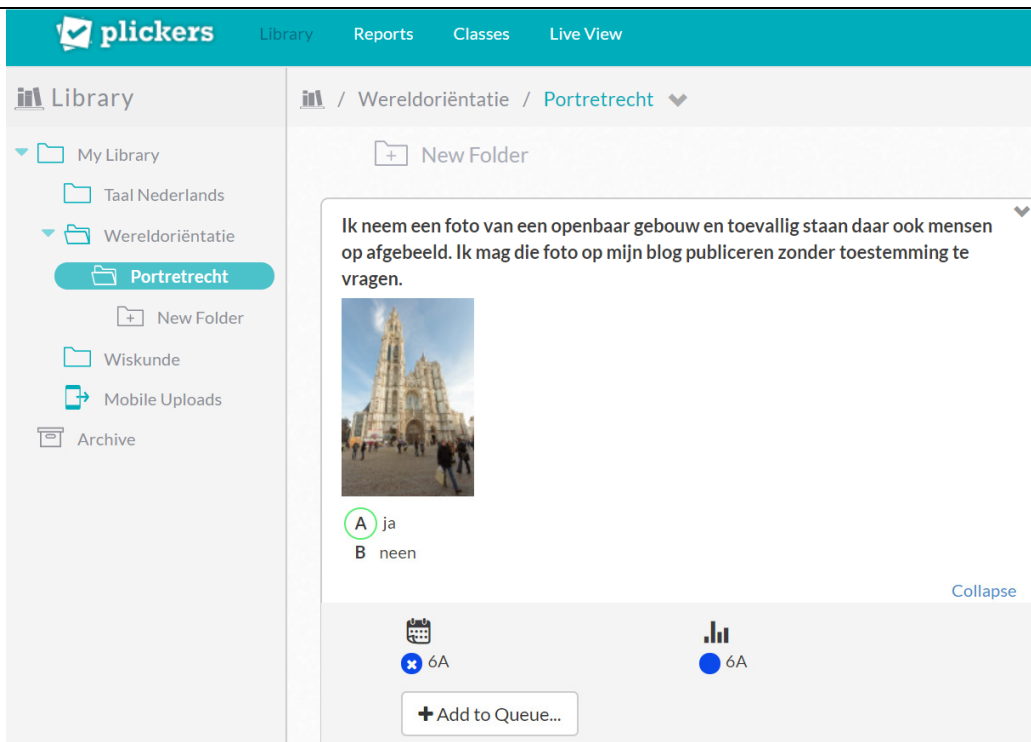 plickers Library Reports Classes Live View
Library
My Library
Taal Nederlands
Wereldoriëntatie
Portretrecht
New Folder
Wiskunde
Mobile Uploads
Archive
/ Wereldoriëntatie / Portretrecht
New Folder
Ik neem een foto van een openbaar gebouw en toevallig staan daar ook mensen
op afgebeeld. Ik mag die foto op mijn blog publiceren zonder toestemming te
vragen.
A ja
B neen
Collapse
6A 6A
+ Add to Queue...